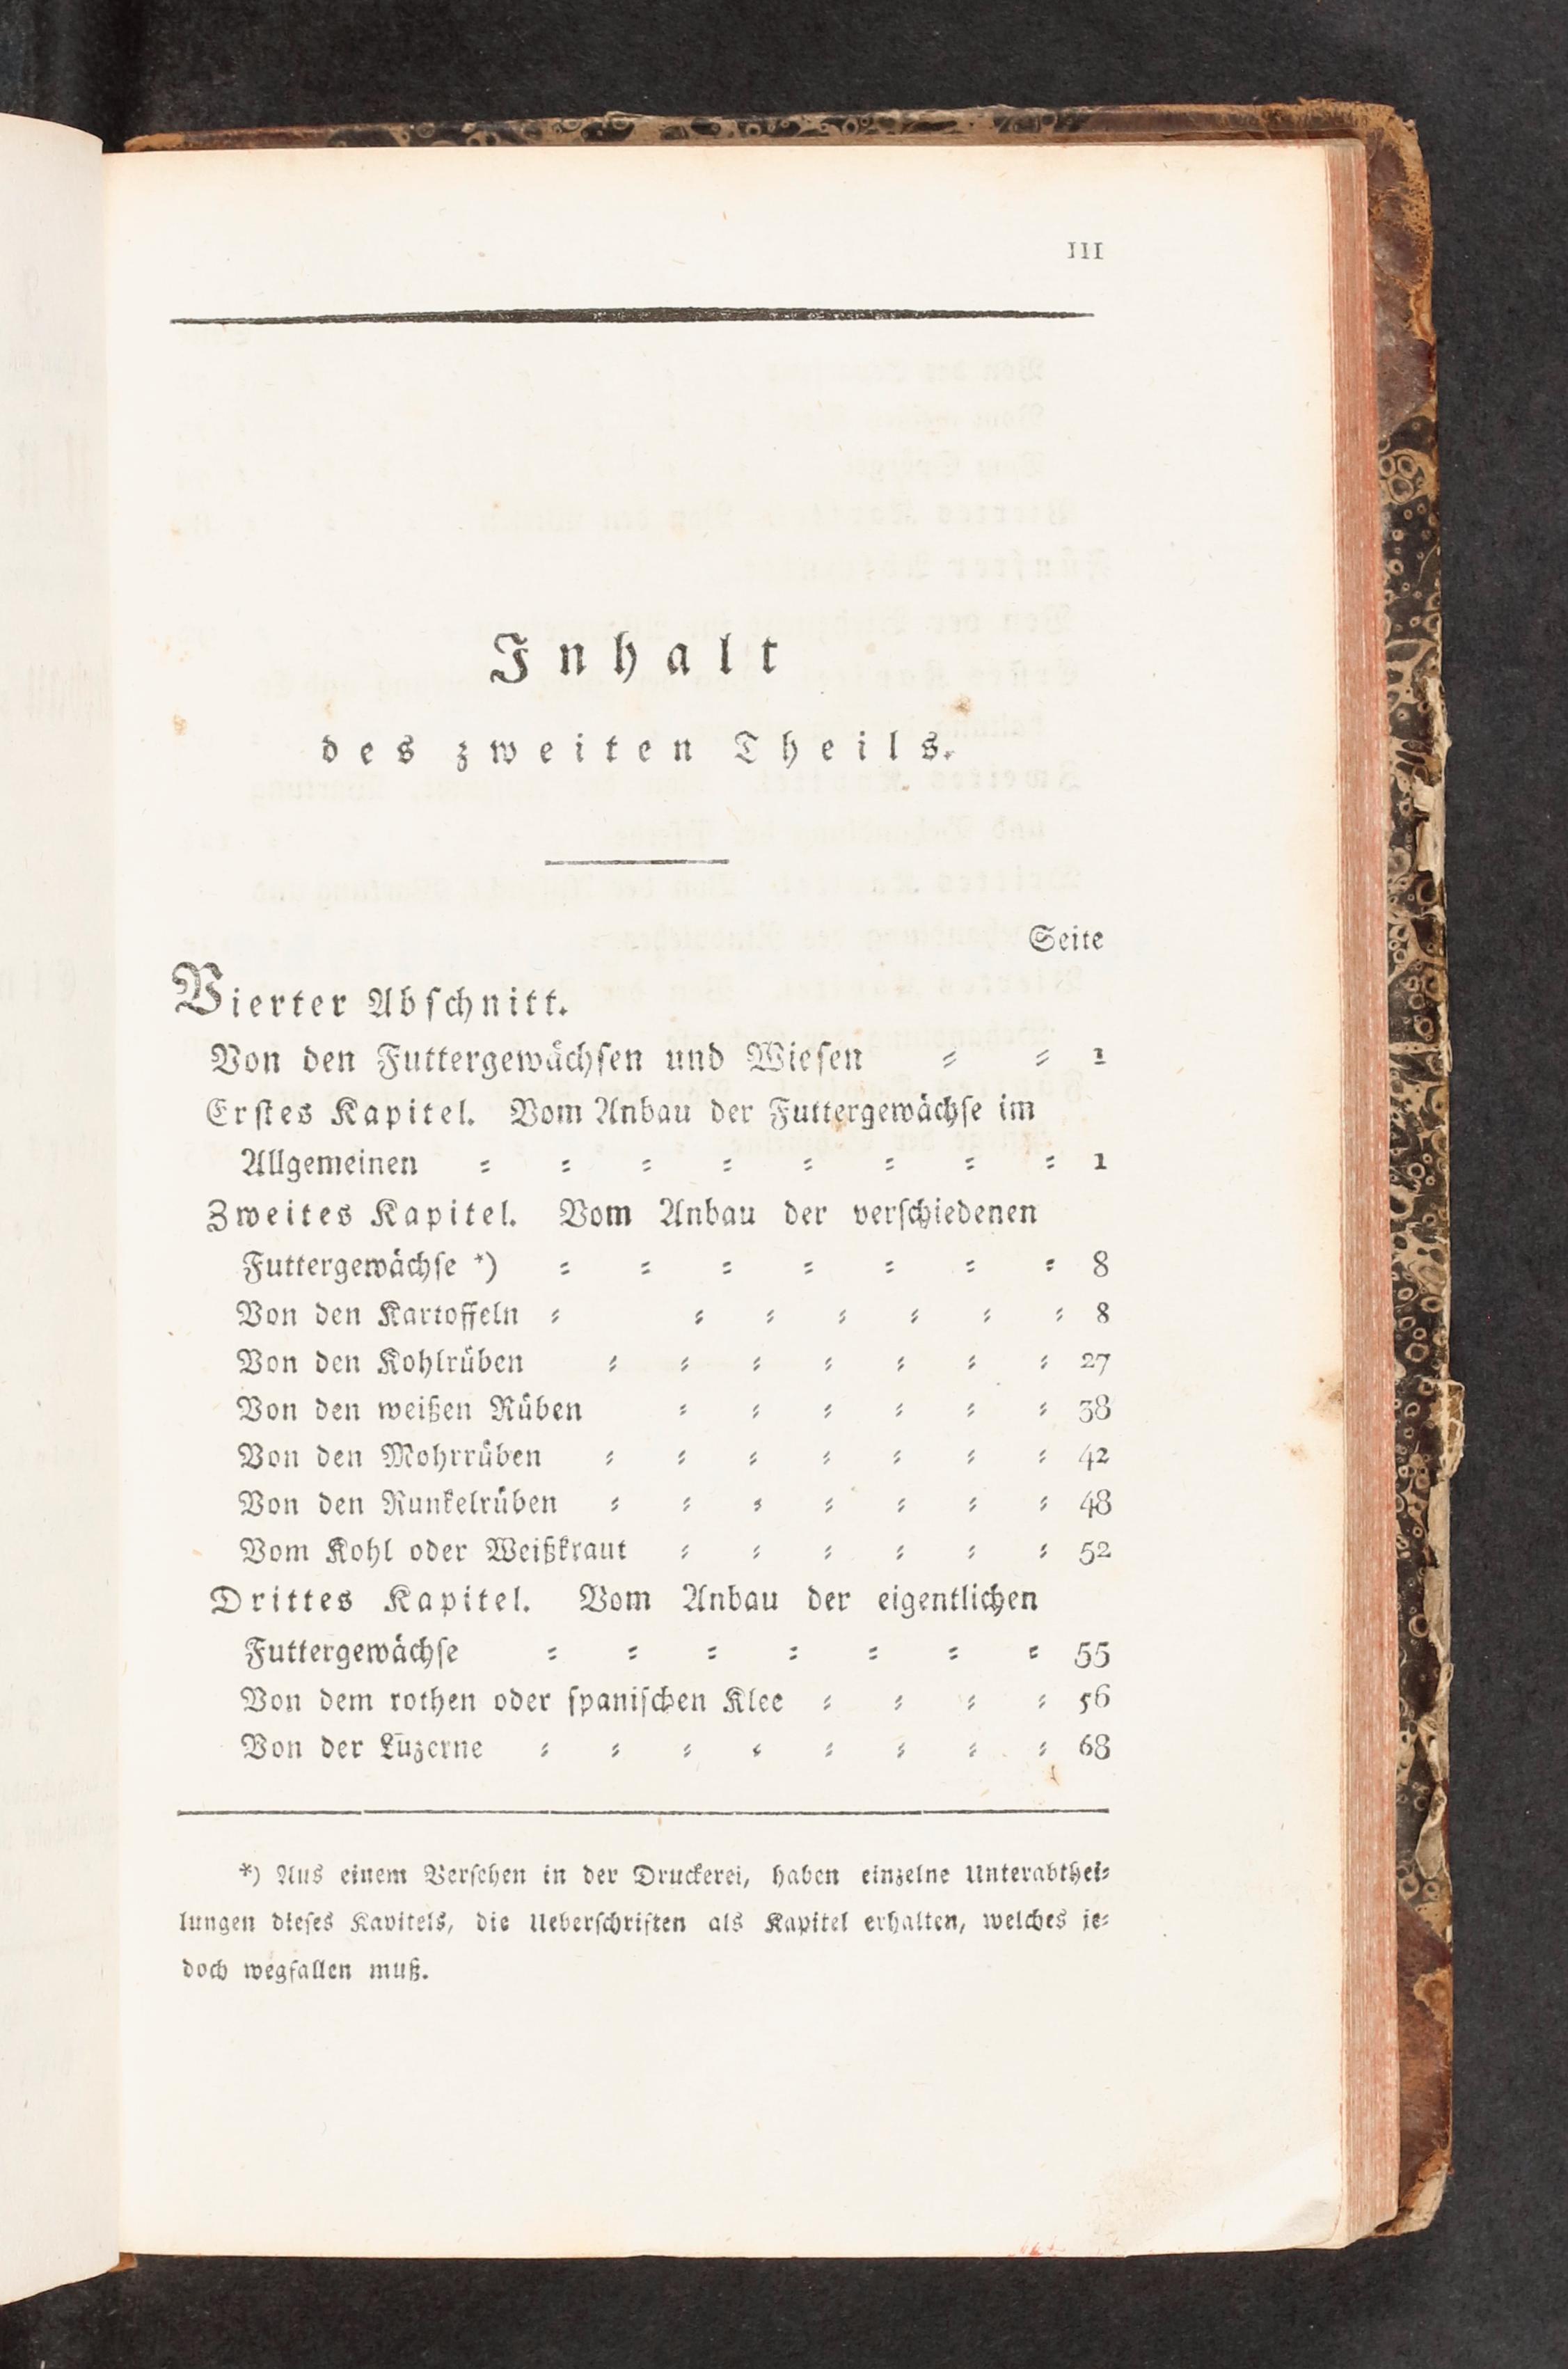 III
Inhalt
des zweiten Theils.
Seite
Vierter Abſchnitt.
Von den Futtergewächſen und Wieſen = = 1
Erſtes Kapitel. Vom Anbau der Futtergewächſe im
Allgemeinen = = = = = = = = 1
Zweites Kapitel. Vom Anbau der verſchiedenen
Futtergewächſe *) = = = = = = = 8
Von den Kartoffeln = = = = = = = 8
Von den Kohlrüben = = = = = = = 27
Von den weißen Rüben = = = = = = 38
Von den Mohrrüben = = = = = = = 42
Von den Runkelrüben = = = = = = = 48
Vom Kohl oder Weißkraut = = = = = = 52
Drittes Kapitel. Vom Anbau der eigentlichen
Futtergewächſe = = = = = = = 55
Von dem rothen oder ſpaniſchen Klee = = = = 56
Von der Luzerne = = = = = = = = 68
*) Aus einem Verſehen in der Druckerei, haben einzelne Unterabthei=
lungen dieſes Kapitels, die Ueberſchriften als Kapitel erhalten, welches je=
doch wegfallen muß.